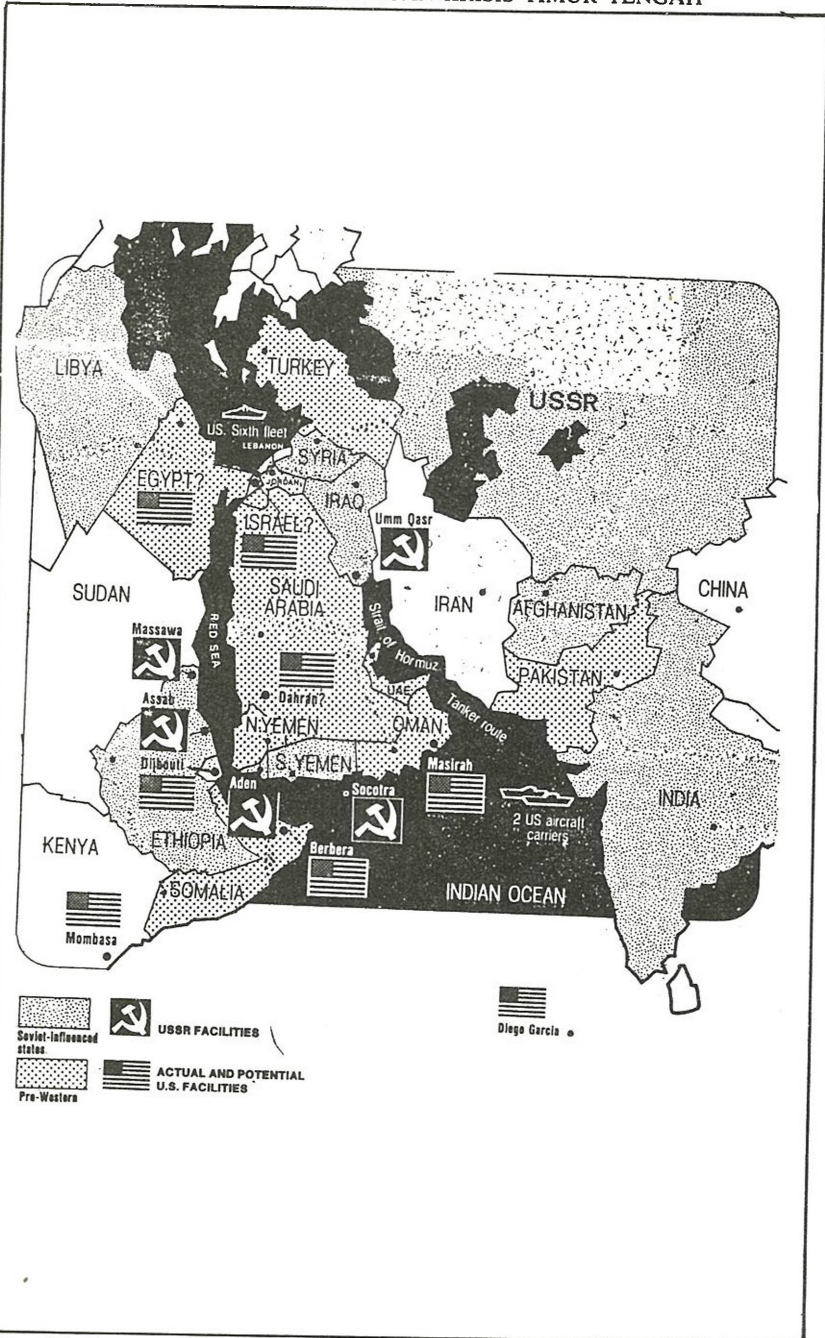 KRISIS TIMUR TENGAH
LIBYA
TURKEY
USSR
US. Sixth fleet
LEBANON
SYRIA
EGYPT?
JORDAN
IRAQ
ISRAEL?
Umm Qasr
SUDAN
SAUDI
ARABIA
IRAN
AFGHANISTAN
CHINA
RED SEA
Strait of Hormuz
Massawa
PAKISTAN
Dahran?
UAE
Tanker route
Assab
N.YEMEN
OMAN
Djibouti
S. YEMEN
Masirah
Aden
Socotra
INDIA
2 US aircraft
carriers
KENYA
ETHIOPIA
Berbera
SOMALIA
INDIAN OCEAN
Mombasa
Diego Garcia
Soviet-influenced
states
USSR FACILITIES
Pro-Western
ACTUAL AND POTENTIAL
U.S. FACILITIES